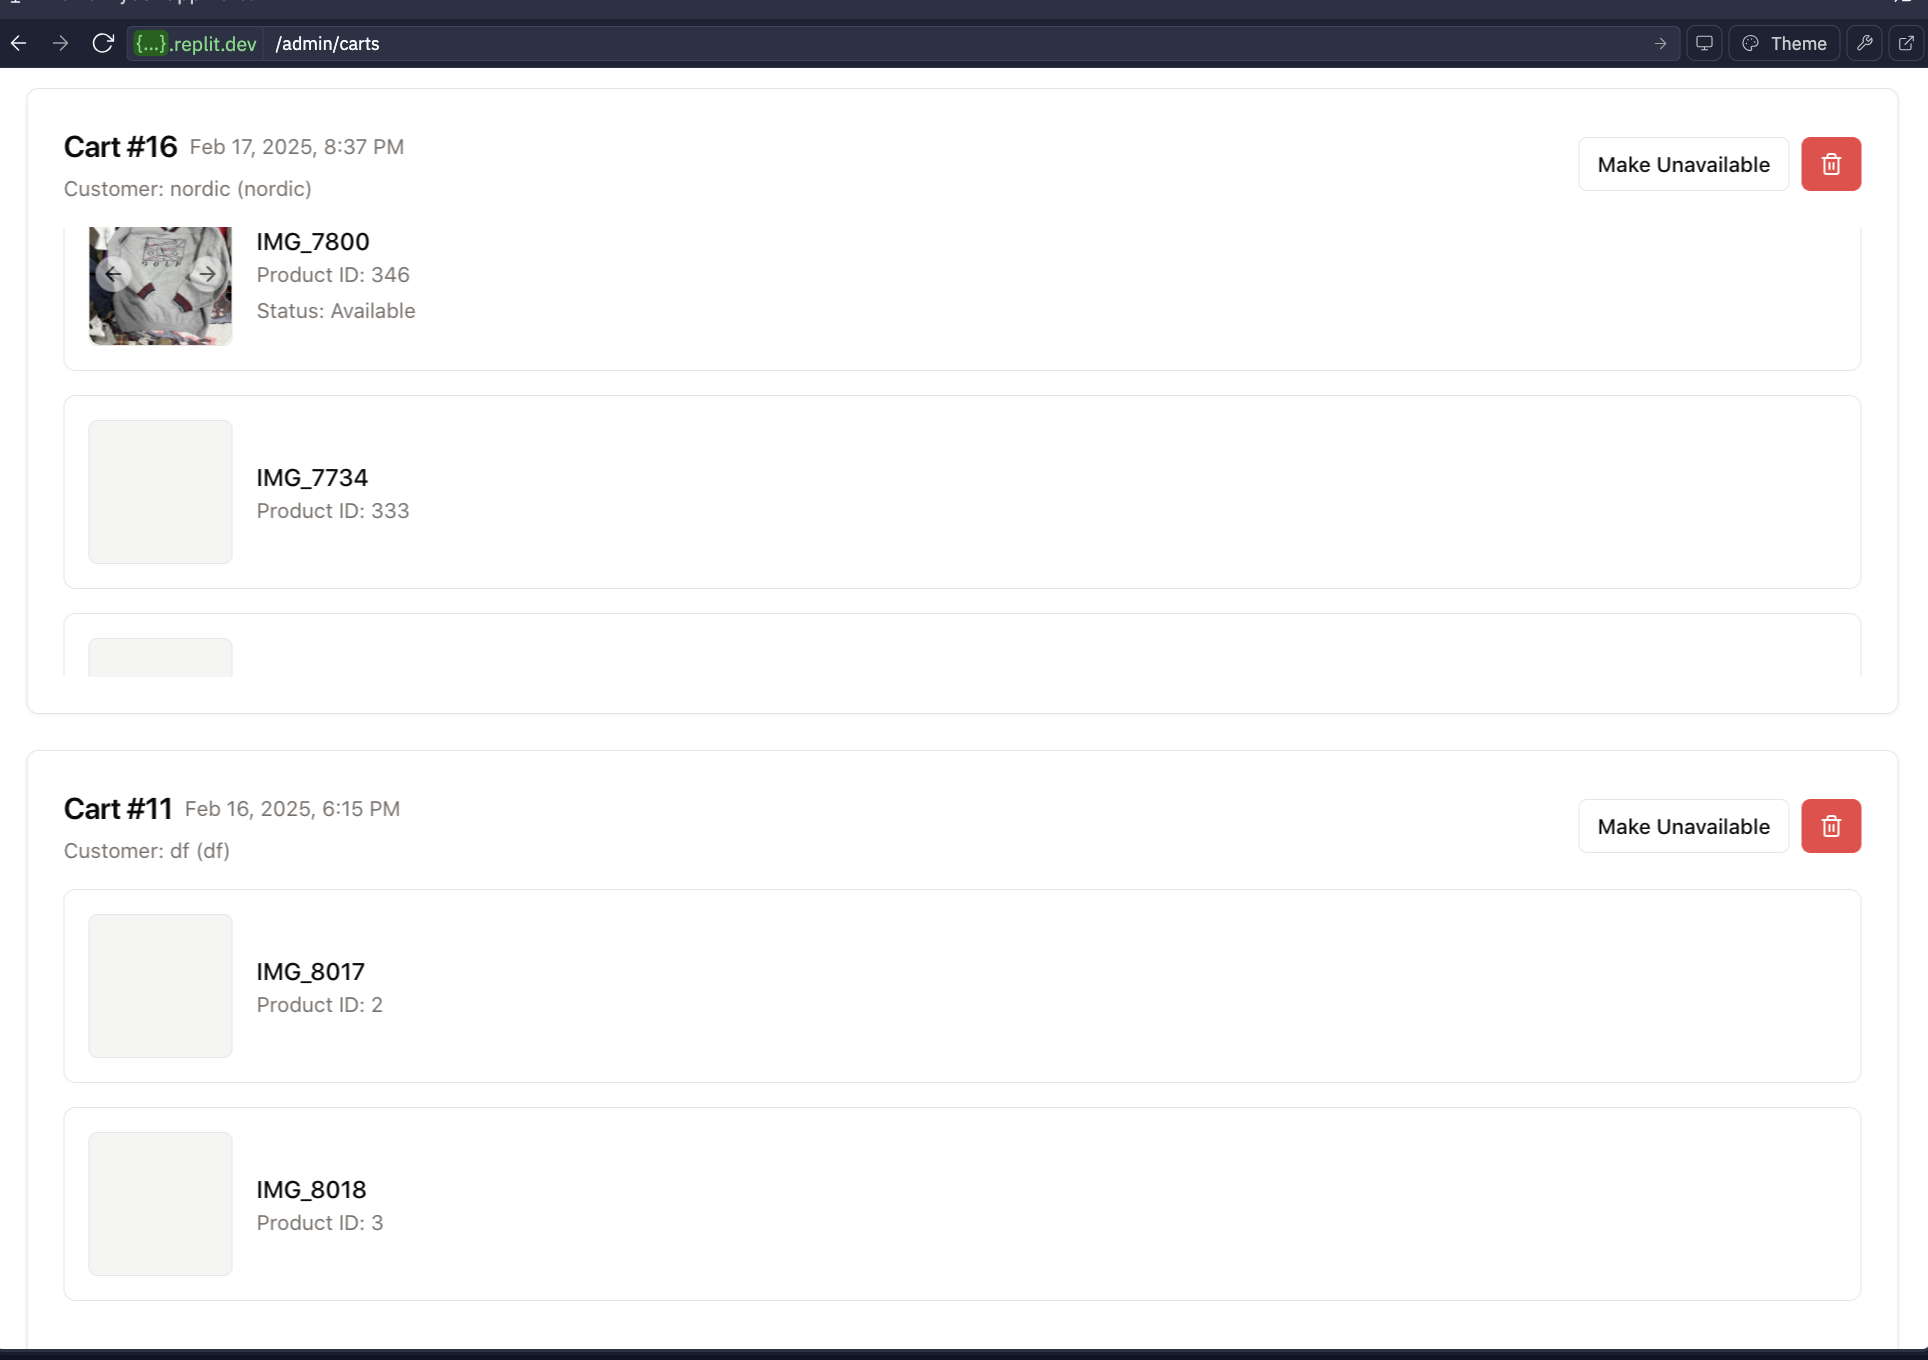 {...}.replit.dev /admin/carts
Theme
Cart #16 Feb 17, 2025, 8:37 PM
Customer: nordic (nordic)
Make Unavailable
IMG_7800
Product ID: 346
Status: Available
IMG_7734
Product ID: 333
Cart #11 Feb 16, 2025, 6:15 PM
Customer: df (df)
Make Unavailable
IMG_8017
Product ID: 2
IMG_8018
Product ID: 3